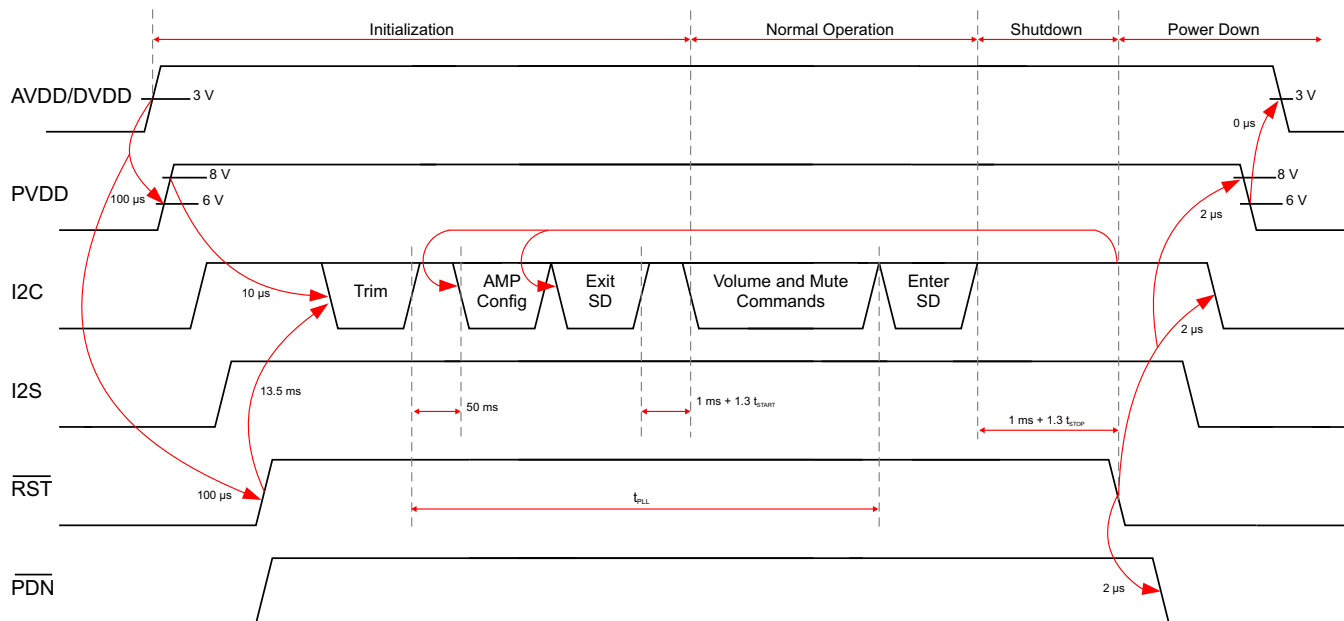 Initialization
Normal Operation
Shutdown
Power Down
AVDD/DVDD
3 V
3 V
0 µs
PVDD
8 V
6 V
100 µs
8 V
6 V
2 µs
I2C
10 µs
Trim
AMP
Config
Exit
SD
Volume and Mute
Commands
Enter
SD
2 µs
I2S
13.5 ms
50 ms
1 ms + 1.3 tSTART
1 ms + 1.3 tSTOP
RST
100 µs
tPLL
PDN
2 µs